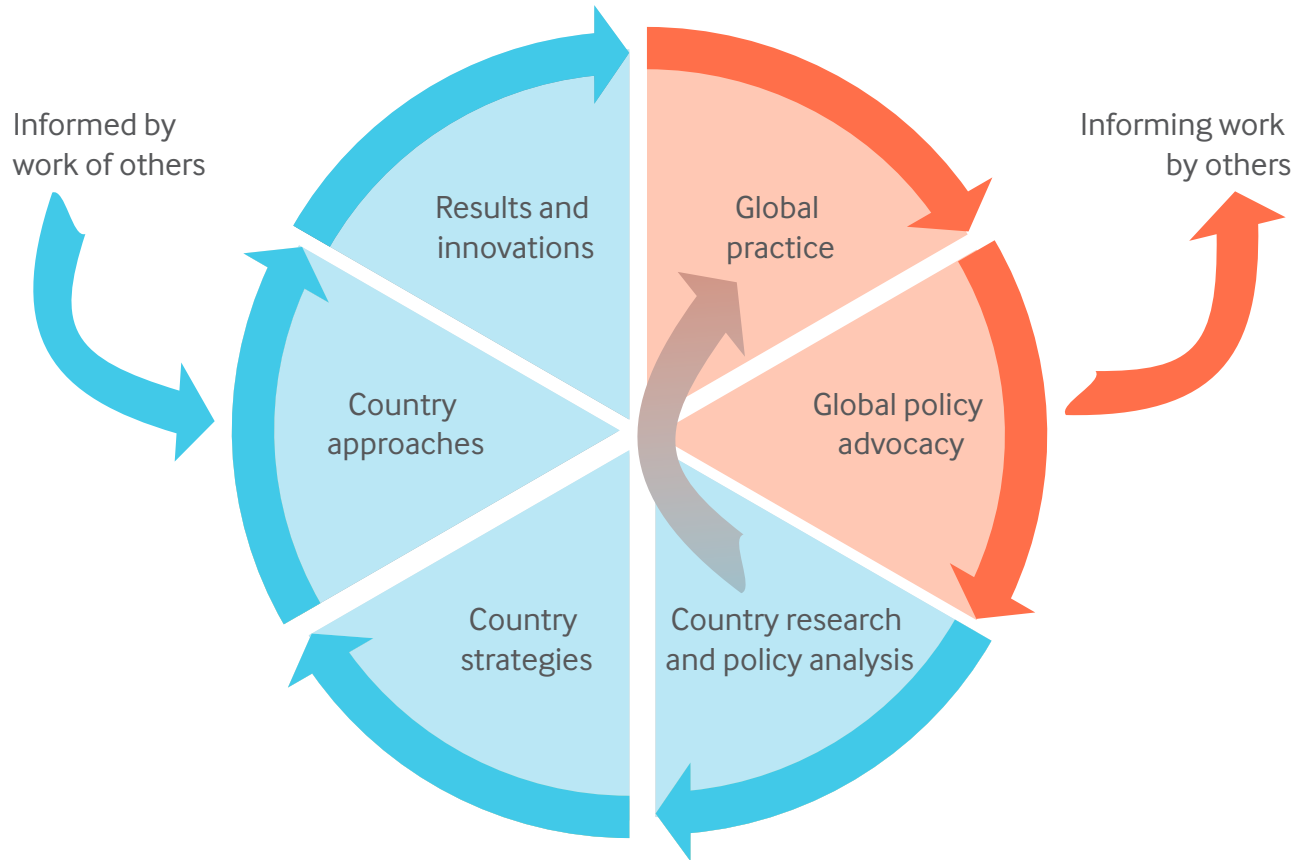 Informed by
work of others
Informing work
by others
Results and
innovations
Global
practice
Country
approaches
Global policy
advocacy
Country
strategies
Country research
and policy analysis